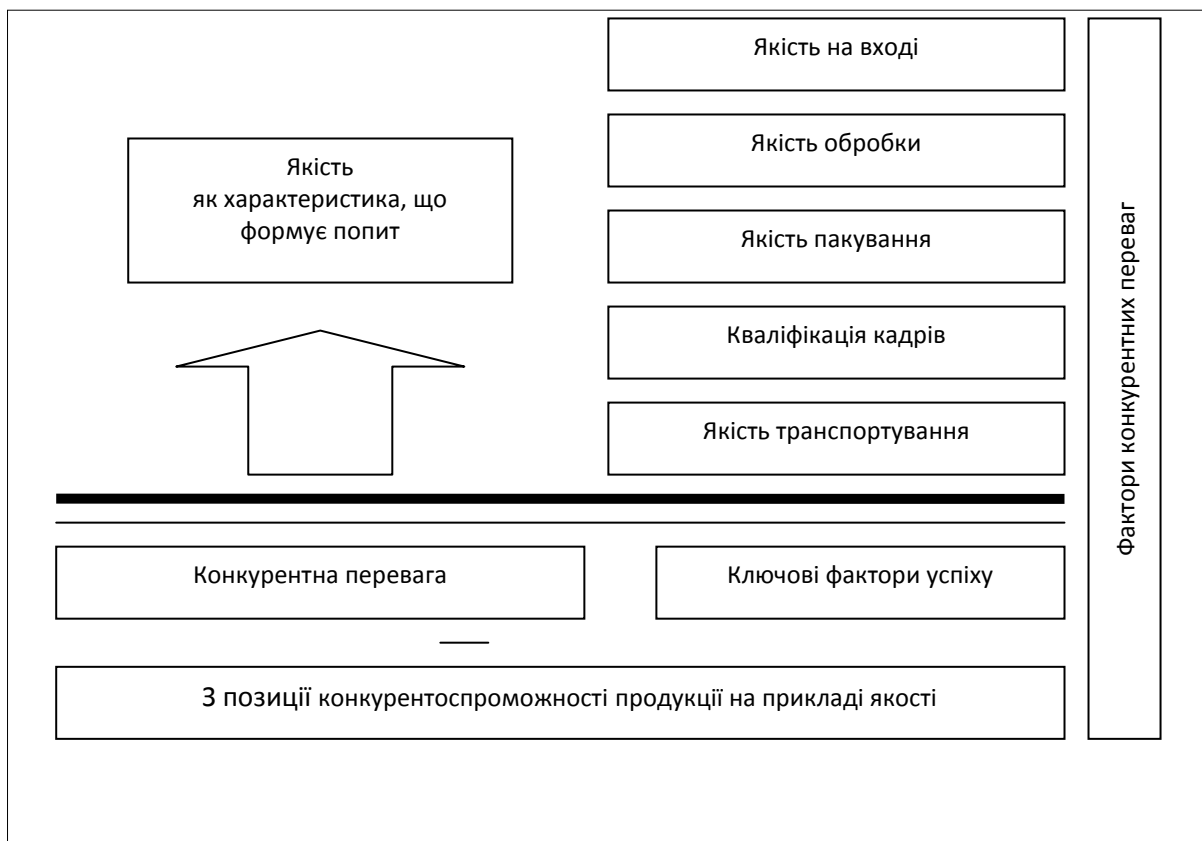 Якість на вході
Якість обробки
Якість
як характеристика, що
формує попит
Якість пакування
Кваліфікація кадрів
Якість транспортування
Фактори конкурентних переваг
Конкурентна перевага
Ключові фактори успіху
З позиції конкурентоспроможності продукції на прикладі якості